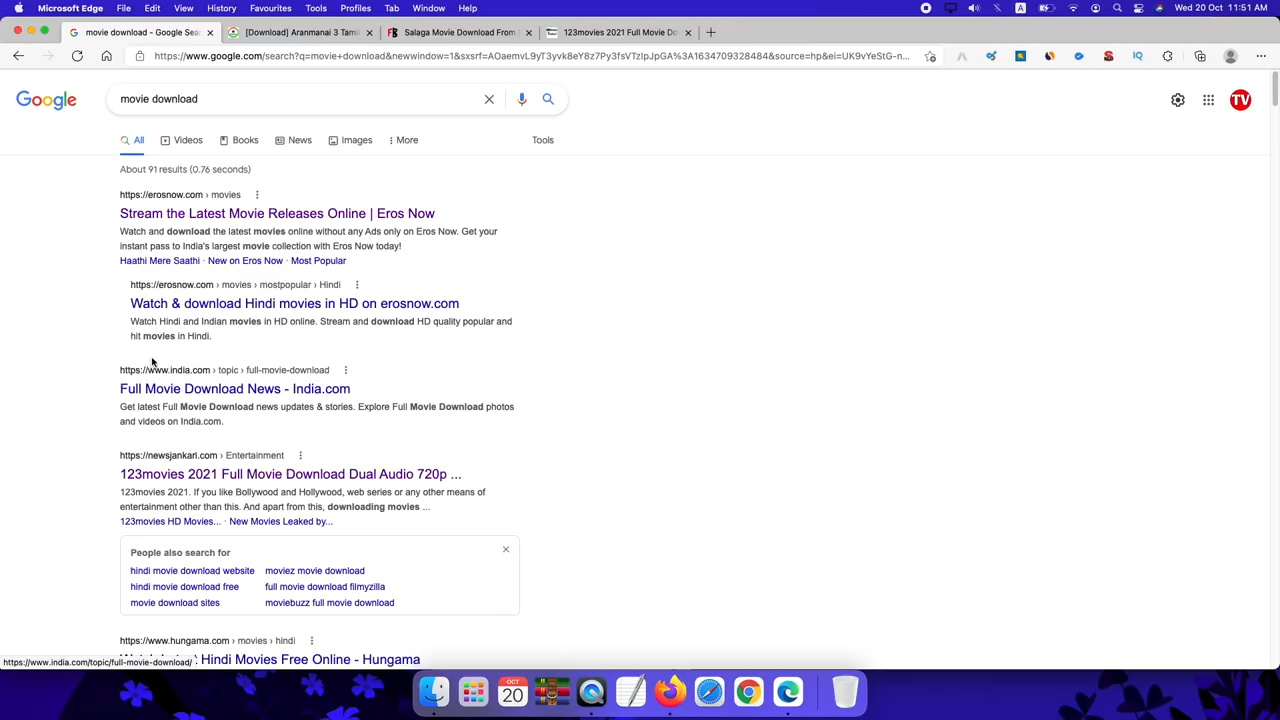 Microsoft Edge File Edit View History Favourites Tools Profiles Tab Window Help Wed 20 Oct 11:51 AM
movie download - Google Sea [Download] Aranmanai 3 Tamil Salaga Movie Download From 123movies 2021 Full Movie Do
https://www.google.com/search?q=movie+download&newwindow=1&sxsrf=AOaemvL9yT3yvk8eY8z7Py3fsVTzIpJpGA%3A1634709328484&source=hp&ei=UK9vYeStG-n...
Google movie download TV
All Videos Books News Images More Tools
About 91 results (0.76 seconds)
https://erosnow.com › movies
Stream the Latest Movie Releases Online | Eros Now
Watch and download the latest movies online without any Ads only on Eros Now. Get your
instant pass to India's largest movie collection with Eros Now today!
Haathi Mere Saathi · New on Eros Now · Most Popular
https://erosnow.com › movies › mostpopular › Hindi
Watch & download Hindi movies in HD on erosnow.com
Watch Hindi and Indian movies in HD online. Stream and download HD quality popular and
hit movies in Hindi.
https://www.india.com › topic › full-movie-download
Full Movie Download News - India.com
Get latest Full Movie Download news updates & stories. Explore Full Movie Download photos
and videos on India.com.
https://newsjankari.com › Entertainment
123movies 2021 Full Movie Download Dual Audio 720p ...
123movies 2021. If you like Bollywood and Hollywood, web series or any other means of
entertainment other than this. And apart from this, downloading movies ...
123movies HD Movies... · New Movies Leaked by...
People also search for
hindi movie download website moviez movie download
hindi movie download free full movie download filmyzilla
movie download sites moviebuzz full movie download
https://www.hungama.com › movies › hindi
Hindi Movies Free Online - Hungama
https://www.india.com/topic/full-movie-download/
OCT
20